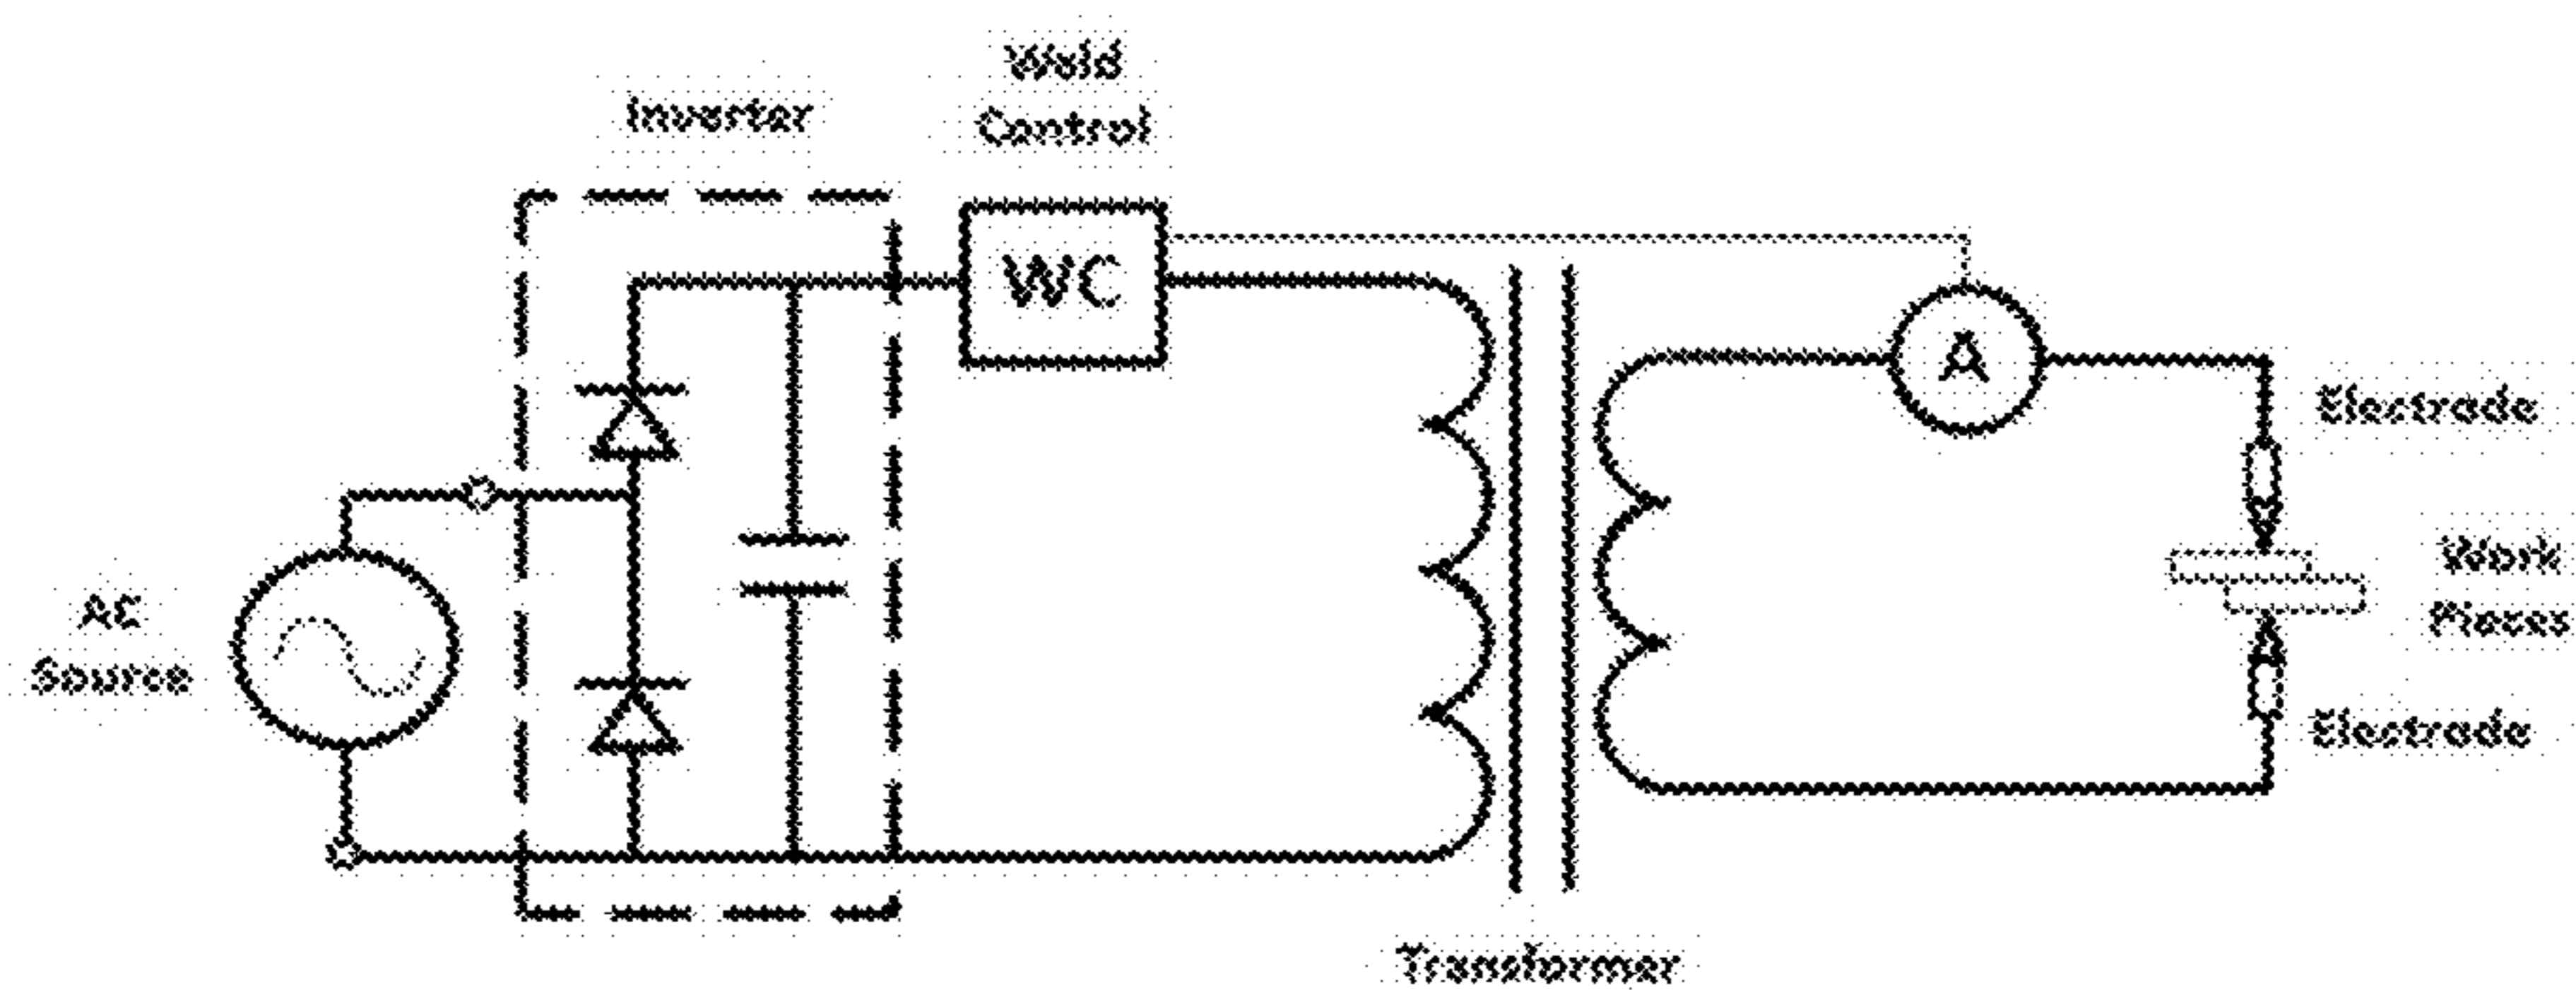 Weld
Control
Inverter
WC
A
Electrode
Work
Pieces
Electrode
AC
Source
Transformer